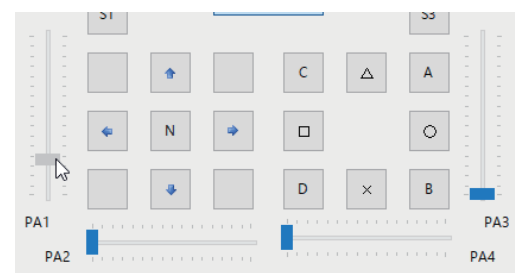 S1 S3
C △ A
N □ ○
D × B
PA1 PA3
PA2 PA4